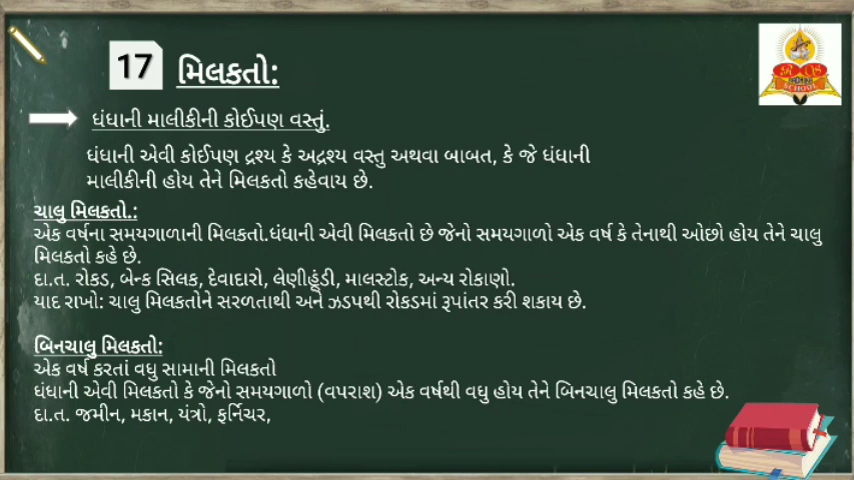 17 મિલકતો:
ધંધાની માલીકીની કોઈપણ વસ્તું.
ધંધાની એવી કોઈપણ દ્રશ્ય કે અદ્રશ્ય વસ્તુ અથવા બાબત, કે જે ધંધાની
માલીકીની હોય તેને મિલકતો કહેવાય છે.
ચાલુ મિલકતો.:
એક વર્ષના સમયગાળાની મિલકતો.ધંધાની એવી મિલકતો છે જેનો સમયગાળો એક વર્ષ કે તેનાથી ઓછો હોય તેને ચાલુ
મિલકતો કહે છે.
દા.ત. રોકડ, બેન્ક સિલક, દેવાદારો, લેણીહૂંડી, માલસ્ટોક, અન્ય રોકાણો.
યાદ રાખો: ચાલુ મિલકતોને સરળતાથી અને ઝડપથી રોકડમાં રૂપાંતર કરી શકાય છે.
બિનચાલુ મિલકતો:
એક વર્ષ કરતાં વધુ સામાની મિલકતો
ધંધાની એવી મિલકતો કે જેનો સમયગાળો (વપરાશ) એક વર્ષથી વધુ હોય તેને બિનચાલુ મિલકતો કહે છે.
દા.ત. જમીન, મકાન, યંત્રો, ફર્નિચર,
SCHOOL